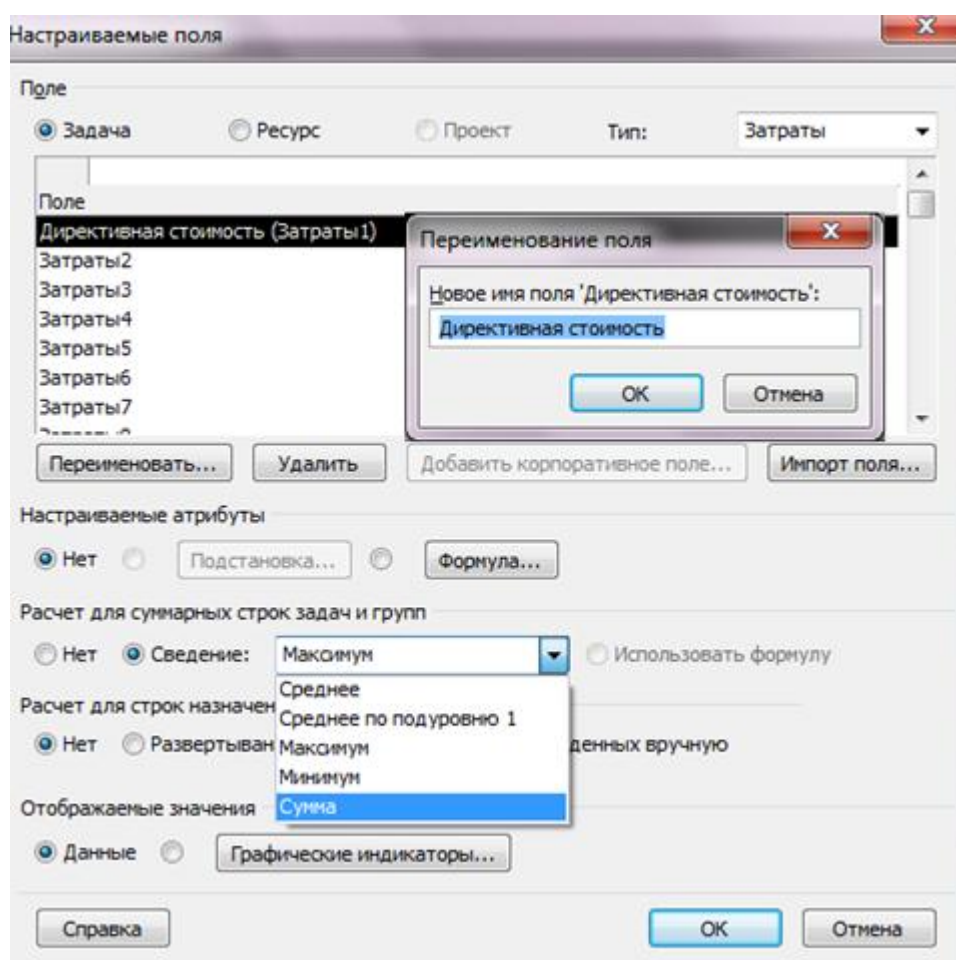 Настраиваемые поля
Поле
Задача Ресурс Проект Тип: Затраты
Поле
Директивная стоимость (Затраты1)
Затраты2
Затраты3
Затраты4
Затраты5
Затраты6
Затраты7
Переименование поля
Новое имя поля 'Директивная стоимость':
Директивная стоимость
ОК Отмена
Переименовать... Удалить Добавить корпоративное поле... Импорт поля...
Настраиваемые атрибуты
Нет Подстановка... Формула...
Расчет для суммарных строк задач и групп
Нет Сведение: Максимум Использовать формулу
Среднее
Среднее по подуровню 1
Максимум
Минимум
Сумма
Расчет для строк назначен
Нет Развертыван денных вручную
Отображаемые значения
Данные Графические индикаторы...
Справка ОК Отмена